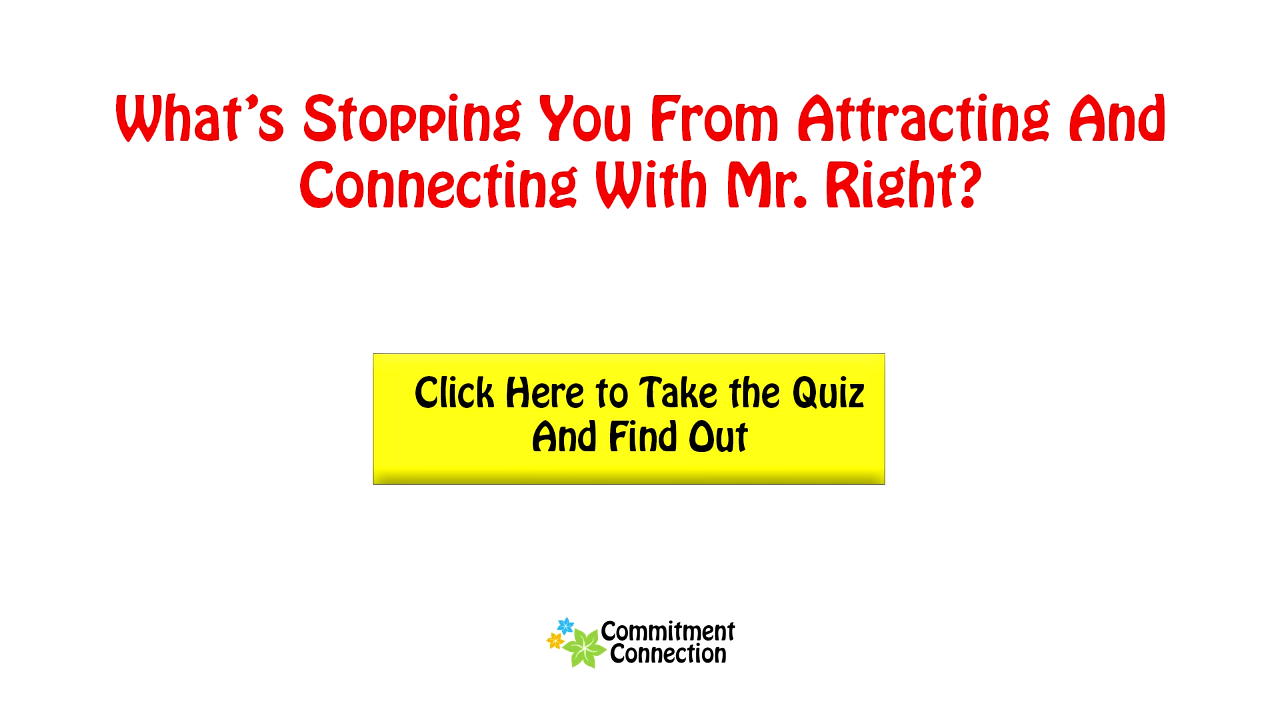 What's Stopping You From Attracting And
Connecting With Mr. Right?
Click Here to Take the Quiz
And Find Out
Commitment
Connection